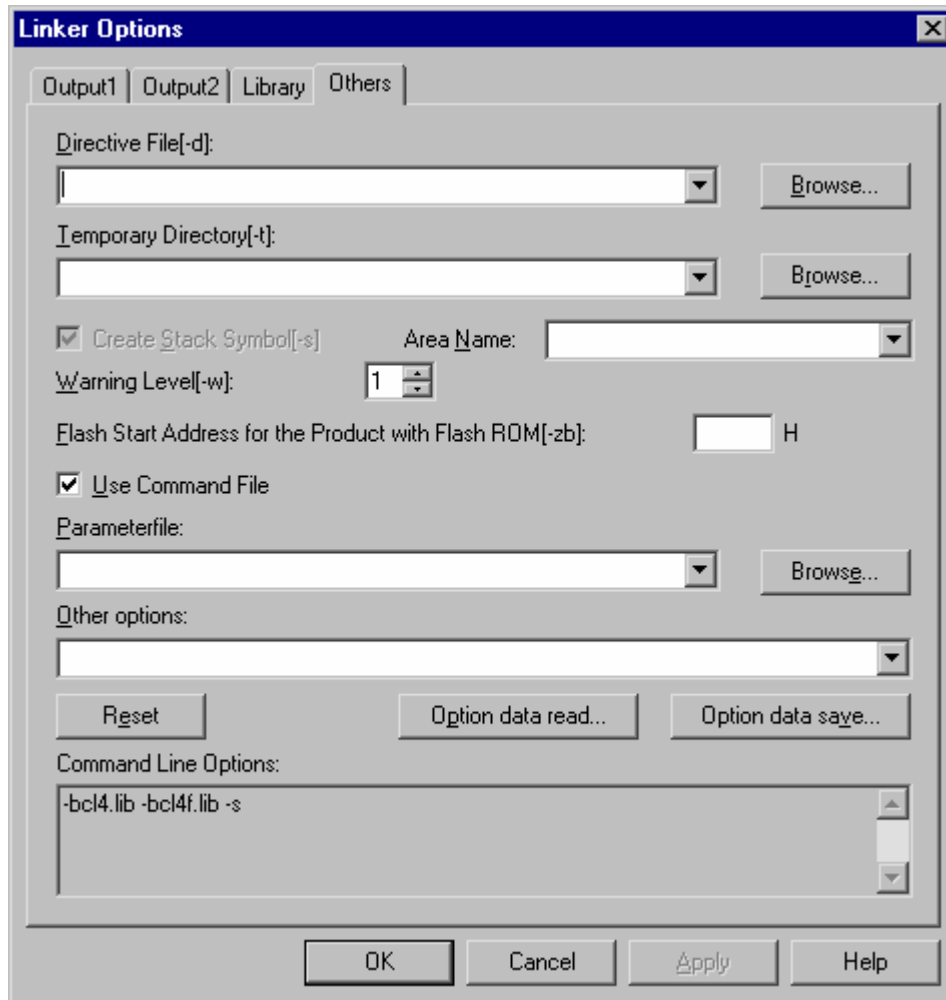 Linker Options
Output1 Output2 Library Others
Directive File[-d]:
Browse...
Temporary Directory[-t]:
Browse...
Create Stack Symbol[-s] Area Name:
Warning Level[-w]: 1
Flash Start Address for the Product with Flash ROM[-zb]: H
Use Command File
Parameterfile:
Browse...
Other options:
Reset Option data read... Option data save...
Command Line Options:
-bcl4.lib -bcl4f.lib -s
OK Cancel Apply Help